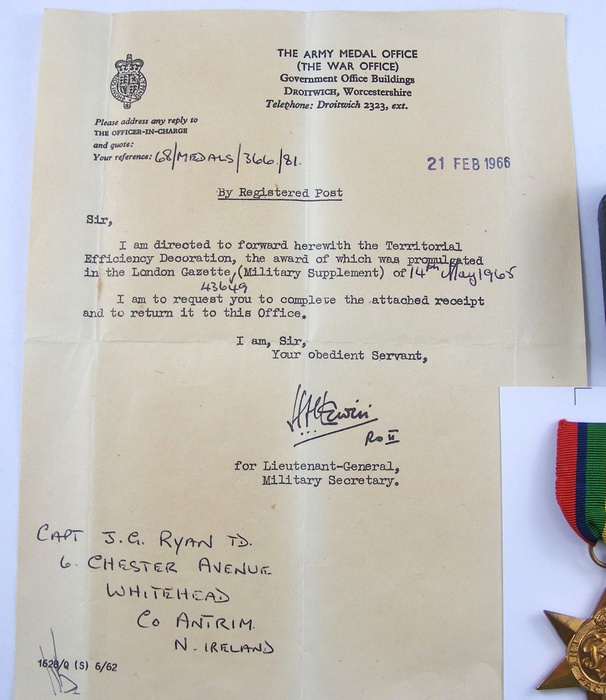 THE ARMY MEDAL OFFICE
(THE WAR OFFICE)
Government Office Buildings
DROITWICH, Worcestershire
Telephone: Droitwich 2323, ext.
Please address any reply to
THE OFFICER-IN-CHARGE
and quote:
Your reference: 68/MEDALS/366/81.
21 FEB 1966
By Registered Post
Sir,
I am directed to forward herewith the Territorial
Efficiency Decoration, the award of which was promulgated
in the London Gazette, (Military Supplement) of 14th May 1965
43649
I am to request you to complete the attached receipt
and to return it to this Office.
I am, Sir,
Your obedient Servant,
RO II
for Lieutenant-General,
Military Secretary.
CAPT J.G. RYAN TD.
6. CHESTER AVENUE
WHITEHEAD
CO ANTRIM.
N. IRELAND
1628/Q (S) 6/62